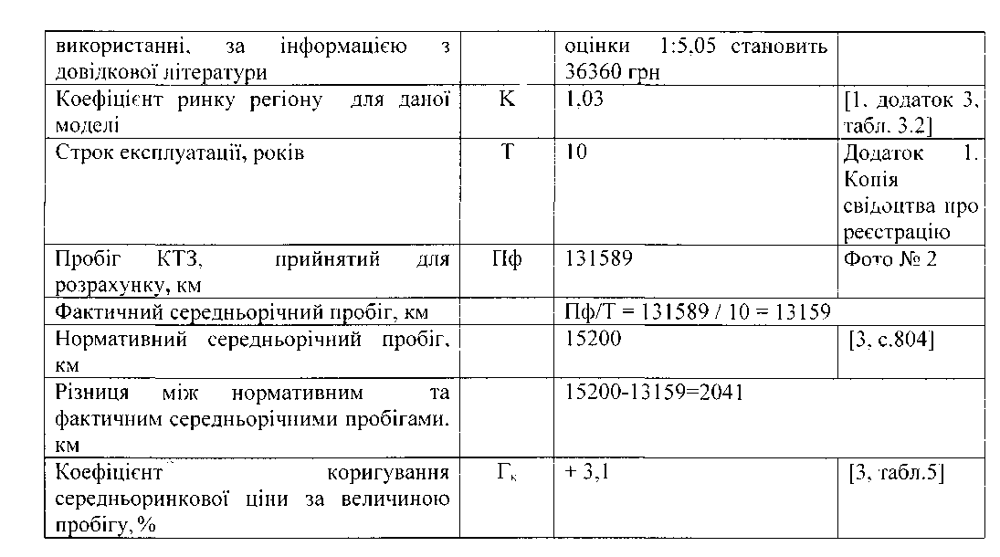 використанні, за інформацією з
довідкової літератури
оцінки 1:5,05 становить
36360 грн
Коефіцієнт ринку регіону для даної
моделі
К
1,03
[1, додаток 3,
табл. 3.2]
Строк експлуатації, років
Т
10
Додаток 1.
Копія
свідоцтва про
реєстрацію
Пробіг КТЗ, прийнятий для
розрахунку, км
Пф
131589
Фото № 2
Фактичний середньорічний пробіг, км
Пф/Т = 131589 / 10 = 13159
Нормативний середньорічний пробіг,
км
15200
[3, с.804]
Різниця між нормативним та
фактичним середньорічними пробігами,
км
15200-13159=2041
Коефіцієнт коригування
середньоринкової ціни за величиною
пробігу, %
Гк
+ 3,1
[3, табл.5]